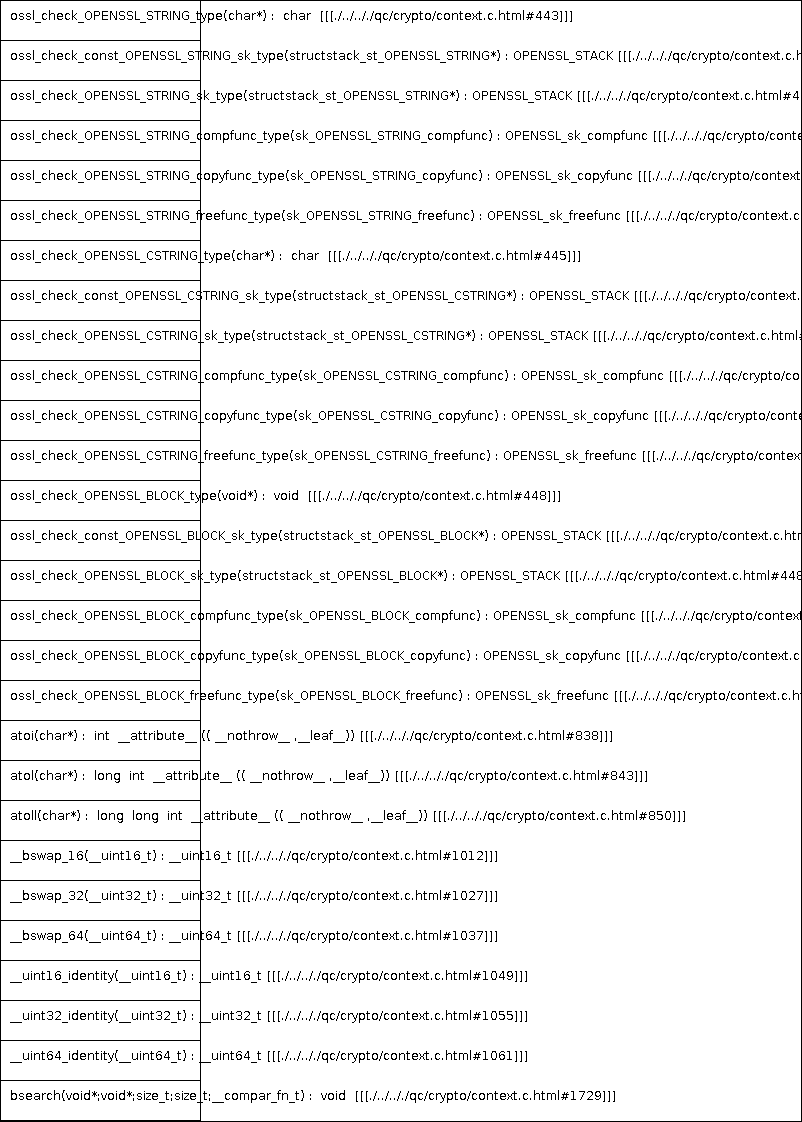 ossl_check_OPENSSL_STRING_type(char*) : char [[[./../../qc/crypto/context.c.html#443]]]
ossl_check_const_OPENSSL_STRING_sk_type(structstack_st_OPENSSL_STRING*) : OPENSSL_STACK [[[./../../qc/crypto/context.c.h
ossl_check_OPENSSL_STRING_sk_type(structstack_st_OPENSSL_STRING*) : OPENSSL_STACK [[[./../../qc/crypto/context.c.html#4
ossl_check_OPENSSL_STRING_compfunc_type(sk_OPENSSL_STRING_compfunc) : OPENSSL_sk_compfunc [[[./../../qc/crypto/conte
ossl_check_OPENSSL_STRING_copyfunc_type(sk_OPENSSL_STRING_copyfunc) : OPENSSL_sk_copyfunc [[[./../../qc/crypto/context
ossl_check_OPENSSL_STRING_freefunc_type(sk_OPENSSL_STRING_freefunc) : OPENSSL_sk_freefunc [[[./../../qc/crypto/context.c.
ossl_check_OPENSSL_CSTRING_type(char*) : char [[[./../../qc/crypto/context.c.html#445]]]
ossl_check_const_OPENSSL_CSTRING_sk_type(structstack_st_OPENSSL_CSTRING*) : OPENSSL_STACK [[[./../../qc/crypto/context.
ossl_check_OPENSSL_CSTRING_sk_type(structstack_st_OPENSSL_CSTRING*) : OPENSSL_STACK [[[./../../qc/crypto/context.c.html
ossl_check_OPENSSL_CSTRING_compfunc_type(sk_OPENSSL_CSTRING_compfunc) : OPENSSL_sk_compfunc [[[./../../qc/crypto/co
ossl_check_OPENSSL_CSTRING_copyfunc_type(sk_OPENSSL_CSTRING_copyfunc) : OPENSSL_sk_copyfunc [[[./../../qc/crypto/conte
ossl_check_OPENSSL_CSTRING_freefunc_type(sk_OPENSSL_CSTRING_freefunc) : OPENSSL_sk_freefunc [[[./../../qc/crypto/context
ossl_check_OPENSSL_BLOCK_type(void*) : void [[[./../../qc/crypto/context.c.html#448]]]
ossl_check_const_OPENSSL_BLOCK_sk_type(structstack_st_OPENSSL_BLOCK*) : OPENSSL_STACK [[[./../../qc/crypto/context.c.htm
ossl_check_OPENSSL_BLOCK_sk_type(structstack_st_OPENSSL_BLOCK*) : OPENSSL_STACK [[[./../../qc/crypto/context.c.html#448
ossl_check_OPENSSL_BLOCK_compfunc_type(sk_OPENSSL_BLOCK_compfunc) : OPENSSL_sk_compfunc [[[./../../qc/crypto/context
ossl_check_OPENSSL_BLOCK_copyfunc_type(sk_OPENSSL_BLOCK_copyfunc) : OPENSSL_sk_copyfunc [[[./../../qc/crypto/context.c.
ossl_check_OPENSSL_BLOCK_freefunc_type(sk_OPENSSL_BLOCK_freefunc) : OPENSSL_sk_freefunc [[[./../../qc/crypto/context.c.h
atoi(char*) : int __attribute__ (( __nothrow__ ,__leaf__)) [[[./../../qc/crypto/context.c.html#838]]]
atol(char*) : long int __attribute__ (( __nothrow__ ,__leaf__)) [[[./../../qc/crypto/context.c.html#843]]]
atoll(char*) : long long int __attribute__ (( __nothrow__ ,__leaf__)) [[[./../../qc/crypto/context.c.html#850]]]
__bswap_16(__uint16_t) : __uint16_t [[[./../../qc/crypto/context.c.html#1012]]]
__bswap_32(__uint32_t) : __uint32_t [[[./../../qc/crypto/context.c.html#1027]]]
__bswap_64(__uint64_t) : __uint64_t [[[./../../qc/crypto/context.c.html#1037]]]
__uint16_identity(__uint16_t) : __uint16_t [[[./../../qc/crypto/context.c.html#1049]]]
__uint32_identity(__uint32_t) : __uint32_t [[[./../../qc/crypto/context.c.html#1055]]]
__uint64_identity(__uint64_t) : __uint64_t [[[./../../qc/crypto/context.c.html#1061]]]
bsearch(void*;void*;size_t;size_t;__compar_fn_t) : void [[[./../../qc/crypto/context.c.html#1729]]]